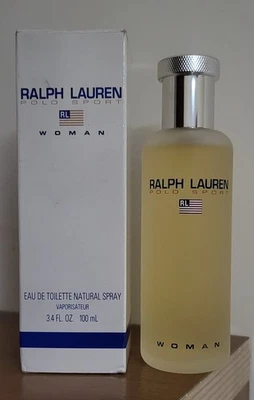 RALPH LAUREN
POLO SPORT
RL
WOMAN
EAU DE TOILETTE NATURAL SPRAY
VAPORISATEUR
3.4 FL. OZ. 100 mL
RALPH LAUREN
POLO SPORT
RL
WOMAN